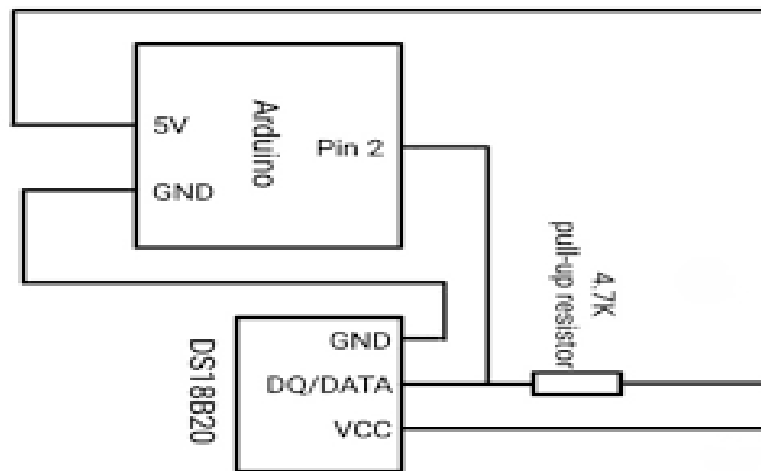 5V
Arduino
Pin 2
GND
4.7K
pull-up resistor
GND
DS18B20
DQ/DATA
VCC